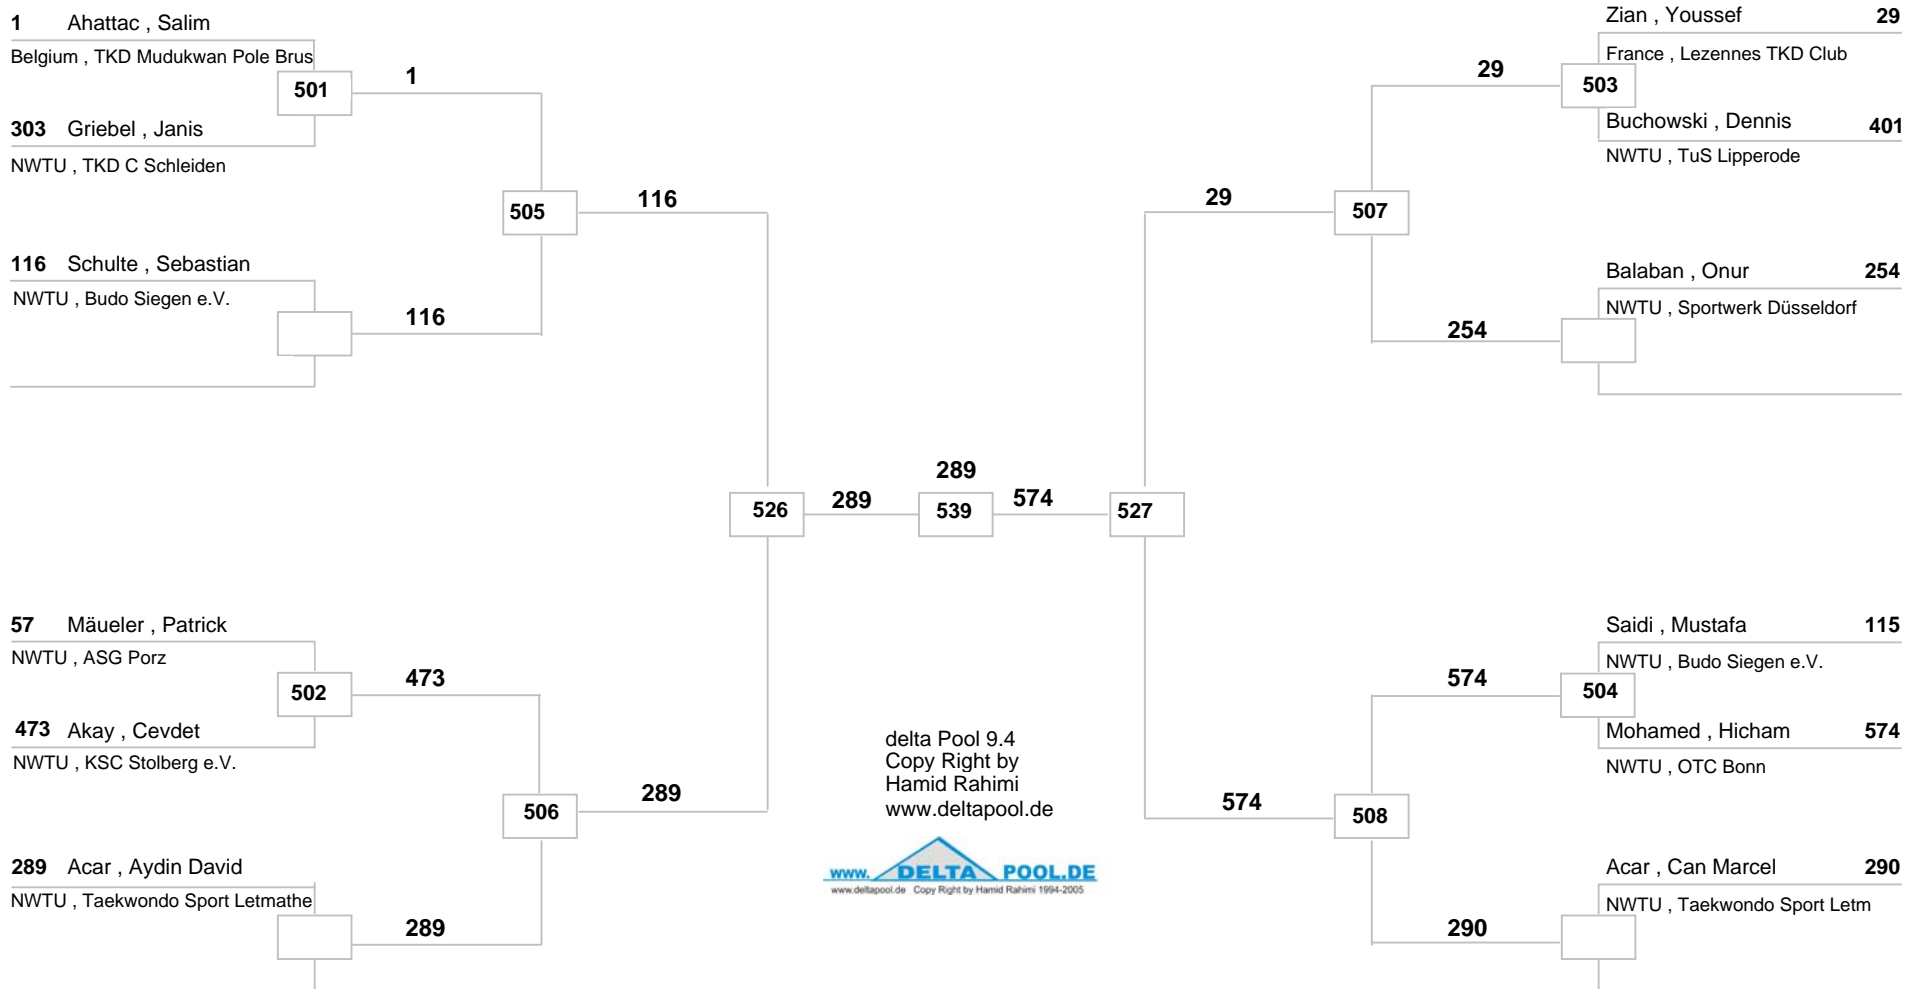 1 Ahattac , Salim
Belgium , TKD Mudukwan Pole Brus
501
1
303 Griebel , Janis
NWTU , TKD C Schleiden
505
116
116 Schulte , Sebastian
NWTU , Budo Siegen e.V.
116
57 Mäueler , Patrick
NWTU , ASG Porz
502
473
473 Akay , Cevdet
NWTU , KSC Stolberg e.V.
506
289
289 Acar , Aydin David
NWTU , Taekwondo Sport Letmathe
289
526
289
289
539
574
527
delta Pool 9.4
Copy Right by
Hamid Rahimi
www.deltapool.de
www. DELTA POOL.DE
www.deltapool.de Copy Right by Hamid Rahimi 1994-2005
Zian , Youssef 29
France , Lezennes TKD Club
29
503
Buchowski , Dennis 401
NWTU , TuS Lipperode
29
507
Balaban , Onur 254
NWTU , Sportwerk Düsseldorf
254
Saidi , Mustafa 115
NWTU , Budo Siegen e.V.
574
504
Mohamed , Hicham 574
NWTU , OTC Bonn
574
508
Acar , Can Marcel 290
NWTU , Taekwondo Sport Letm
290